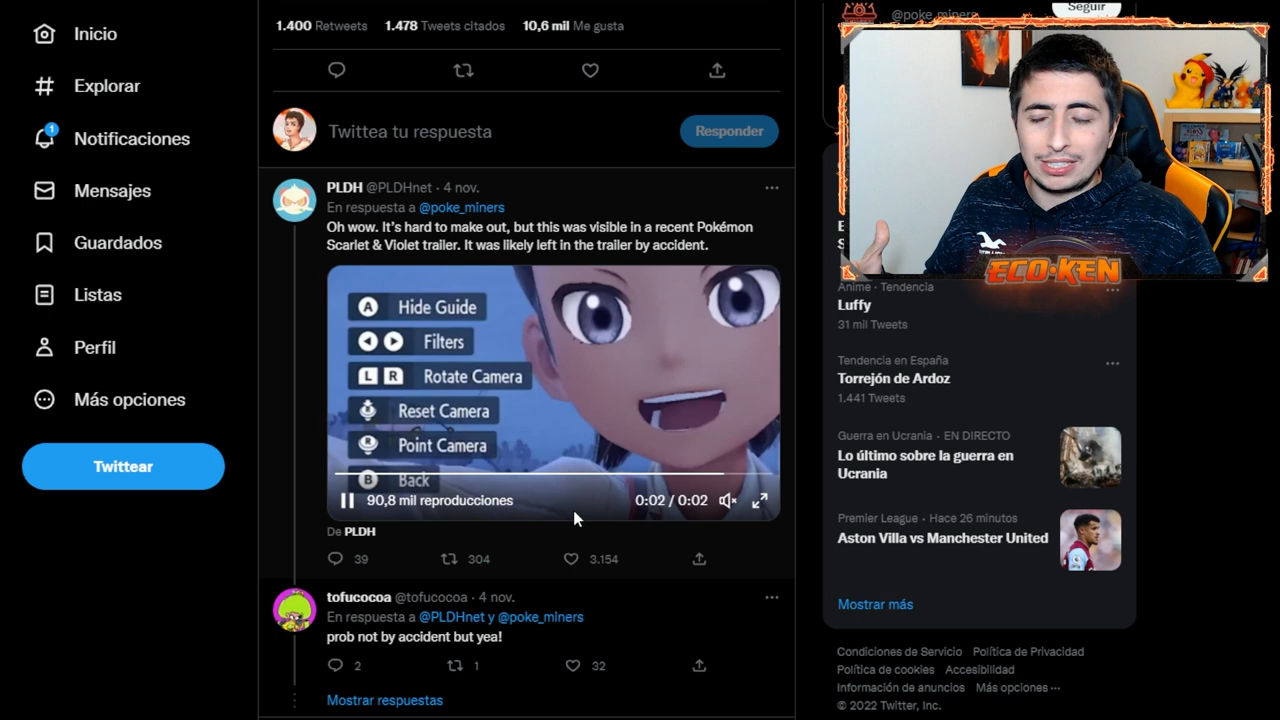 Inicio
Explorar
1
Notificaciones
Mensajes
Guardados
Listas
Perfil
Más opciones
Twittear
1.400 Retweets 1.478 Tweets citados 10,6 mil Me gusta
Twittea tu respuesta
Responder
PLDH @PLDHnet · 4 nov.
En respuesta a @poke_miners
Oh wow. It's hard to make out, but this was visible in a recent Pokémon
Scarlet & Violet trailer. It was likely left in the trailer by accident.
A Hide Guide
Filters
L R Rotate Camera
Reset Camera
R Point Camera
B Back
90,8 mil reproducciones
0:02 / 0:02
De PLDH
39 304 3.154
tofucocoa @tofucocoa · 4 nov.
En respuesta a @PLDHnet y @poke_miners
prob not by accident but yea!
2 1 32
Mostrar respuestas
@poke_miners
Seguir
ECO·KEN
Anime · Tendencia
Luffy
31 mil Tweets
Tendencia en España
Torrejón de Ardoz
1.441 Tweets
Guerra en Ucrania · EN DIRECTO
Lo último sobre la guerra en
Ucrania
Premier League · Hace 26 minutos
Aston Villa vs Manchester United
Mostrar más
Condiciones de Servicio Política de Privacidad
Política de cookies Accesibilidad
Información de anuncios Más opciones ···
© 2022 Twitter, Inc.